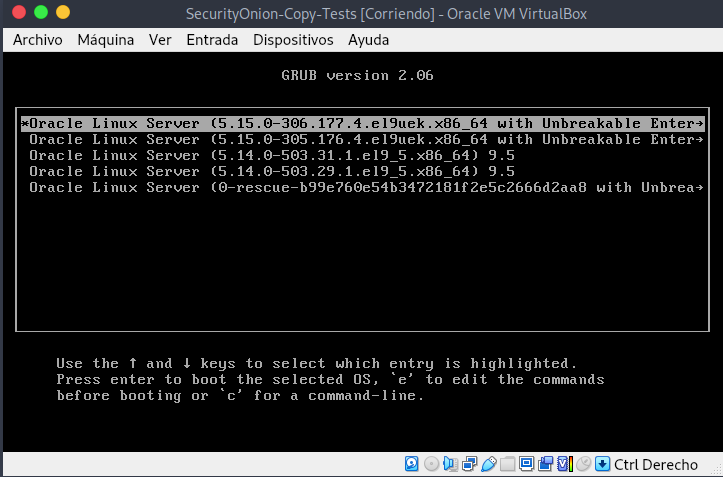 SecurityOnion-Copy-Tests [Corriendo] - Oracle VM VirtualBox
Archivo Máquina Ver Entrada Dispositivos Ayuda
GRUB version 2.06
*Oracle Linux Server (5.15.0-306.177.4.el9uek.x86_64 with Unbreakable Enter→
Oracle Linux Server (5.15.0-305.176.4.el9uek.x86_64 with Unbreakable Enter→
Oracle Linux Server (5.14.0-503.31.1.el9_5.x86_64) 9.5
Oracle Linux Server (5.14.0-503.29.1.el9_5.x86_64) 9.5
Oracle Linux Server (0-rescue-b99e760e54b3472181f2e5c2666d2aa8 with Unbrea→
Use the ↑ and ↓ keys to select which entry is highlighted.
Press enter to boot the selected OS, `e' to edit the commands
before booting or `c' for a command-line.
Ctrl Derecho